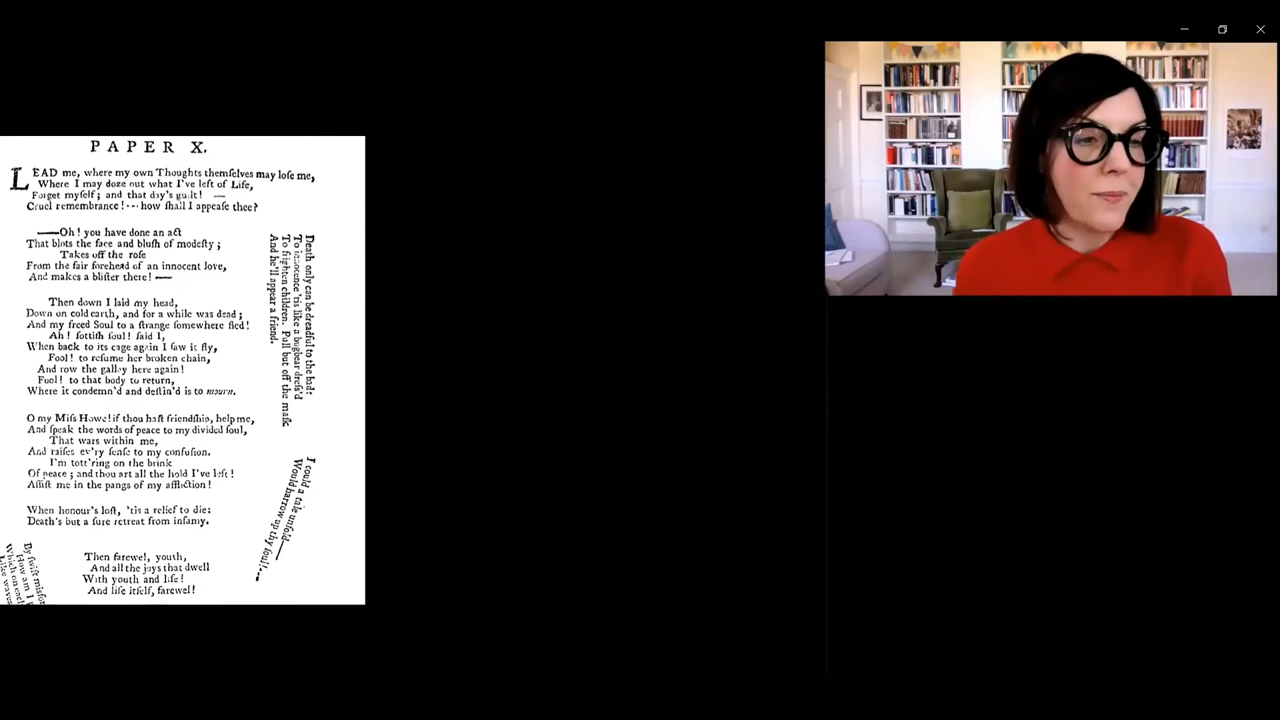 PAPER X.
LEAD me, where my own Thoughts themſelves may loſe me,
Where I may doze out what I've left of Life,
Forget myſelf; and that day's guilt! —
Cruel remembrance! --- how ſhall I appeaſe thee?
——Oh! you have done an act
That blots the face and bluſh of modeſty;
Takes off the roſe
From the fair forehead of an innocent love,
And makes a bliſter there! ——
Then down I laid my head,
Down on cold earth, and for a while was dead;
And my freed Soul to a ſtrange ſomewhere fled!
Ah! ſottiſh ſoul! ſaid I,
When back to its cage again I ſaw it fly,
Fool! to reſume her broken chain,
And row the galley here again!
Fool! to that body to return,
Where it condemn'd and deſtin'd is to mourn.
O my Miſs Howe! if thou haſt friendſhip, help me,
And ſpeak the words of peace to my divided ſoul,
That wars within me,
And raiſes ev'ry ſenſe to my confuſion.
I'm tott'ring on the brink
Of peace; and thou art all the hold I've left!
Aſſiſt me in the pangs of my affliction!
When honour's loſt, 'tis a relief to die:
Death's but a ſure retreat from infamy.
Then farewel, youth,
And all the joys that dwell
With youth and life!
And life itſelf, farewel!
Death only can be dreadful to the bad:
To innocence 'tis like a bugbear dreſs'd
To frighten children. Pull but off the maſk
And he'll appear a friend.
I could a tale unfold——
Would harrow up thy ſoul!---
By ſwift misfor
How am I
Which on each
Like waves